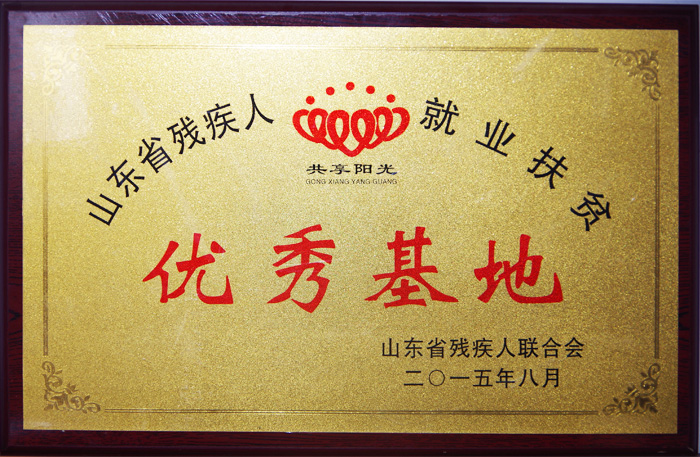 山东省残疾人就业扶贫
共享阳光
GONG XIANG YANG GUANG
优秀基地
山东省残疾人联合会
二〇一五年八月